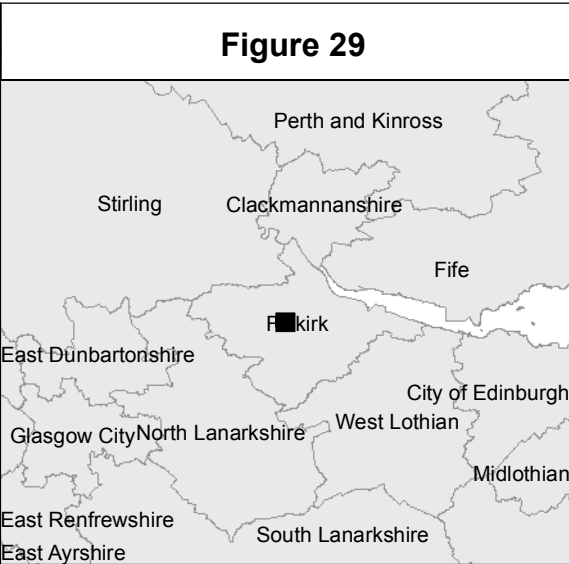 Figure 29
Perth and Kinross
Stirling
Clackmannanshire
Fife
East Dunbartonshire
City of Edinburgh
West Lothian
Glasgow City
North Lanarkshire
Midlothian
East Renfrewshire
South Lanarkshire
East Ayrshire